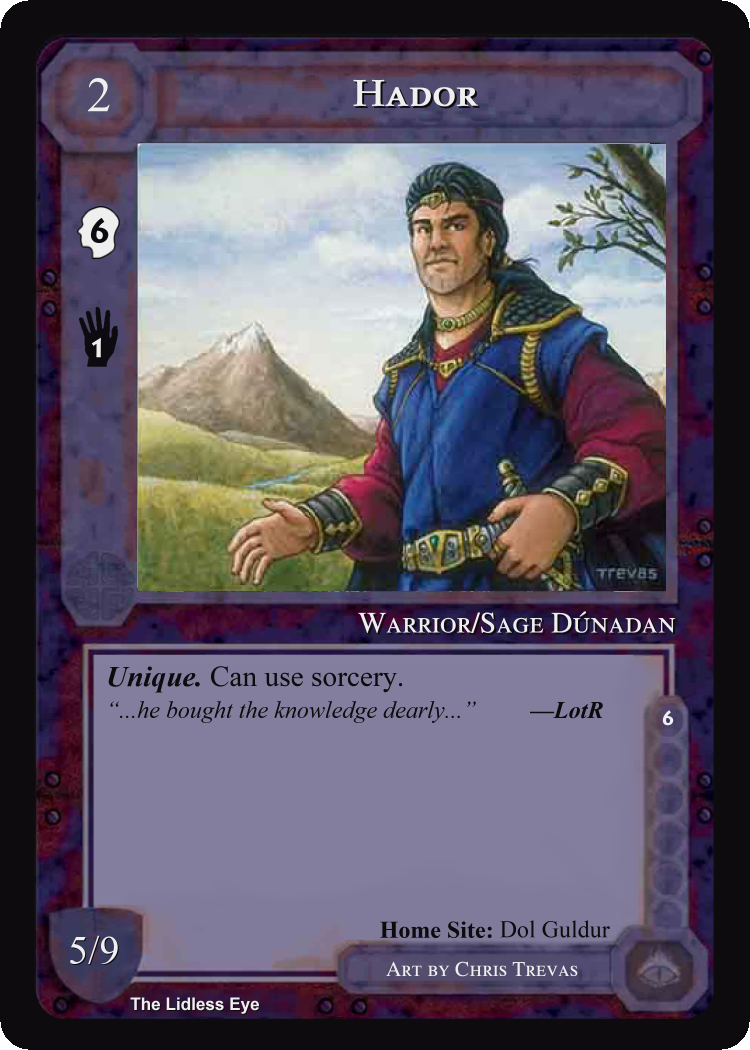 2
Hador
6
1
TREVAS
Warrior/Sage Dúnadan
Unique. Can use sorcery.
“...he bought the knowledge dearly...” —LotR
6
Home Site: Dol Guldur
5/9
Art by Chris Trevas
The Lidless Eye